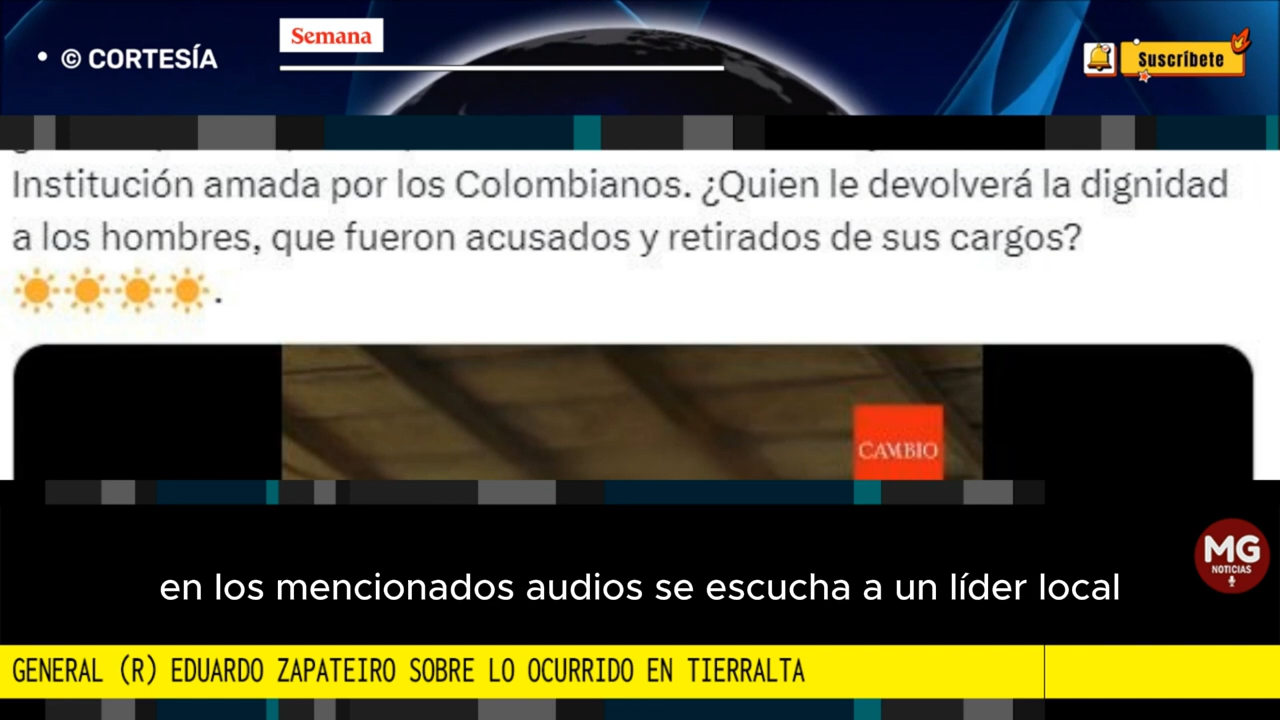 • © CORTESÍA
Semana
Suscríbete
Institución amada por los Colombianos. ¿Quien le devolverá la dignidad
a los hombres, que fueron acusados y retirados de sus cargos?
☀☀☀☀.
CAMBIO
MG
NOTICIAS
en los mencionados audios se escucha a un líder local
GENERAL (R) EDUARDO ZAPATEIRO SOBRE LO OCURRIDO EN TIERRALTA